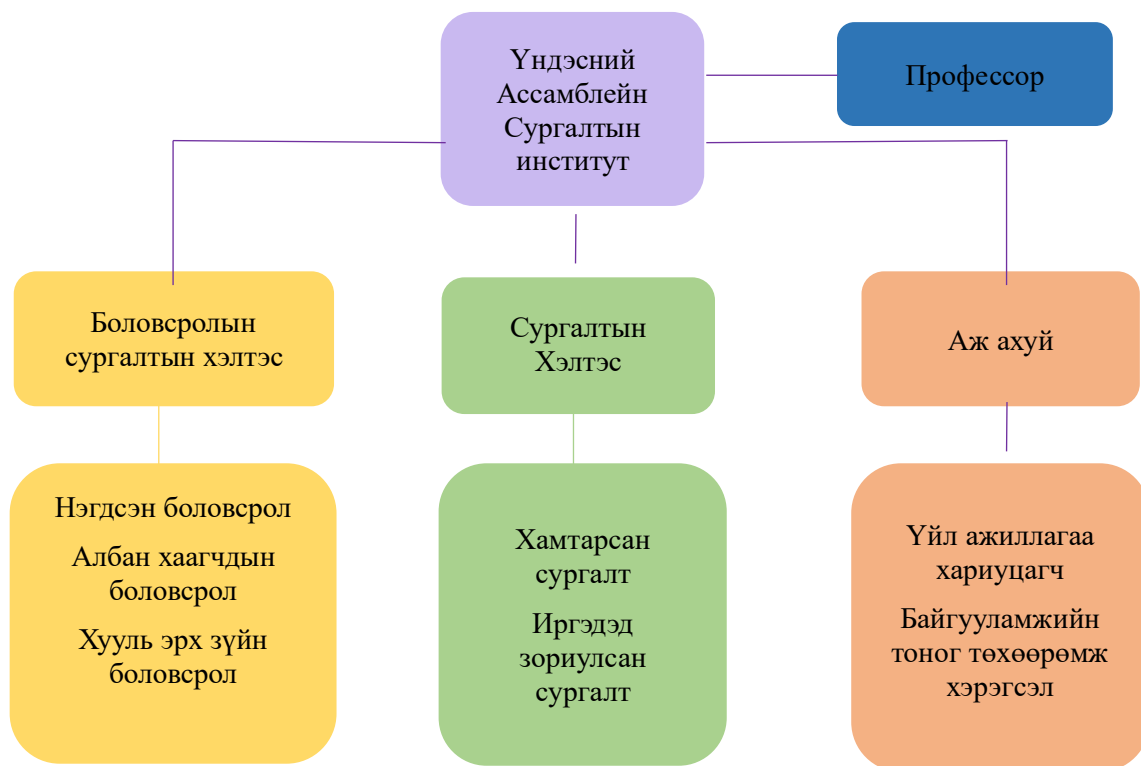 Үндэсний
Ассамблейн
Сургалтын
институт
Профессор
Боловсролын
сургалтын хэлтэс
Сургалтын
Хэлтэс
Аж ахуй
Нэгдсэн боловсрол
Албан хаагчдын
боловсрол
Хууль эрх зүйн
боловсрол
Хамтарсан
сургалт
Иргэдэд
зориулсан
сургалт
Үйл ажиллагаа
хариуцагч
Байгууламжийн
тоног төхөөрөмж
хэрэгсэл